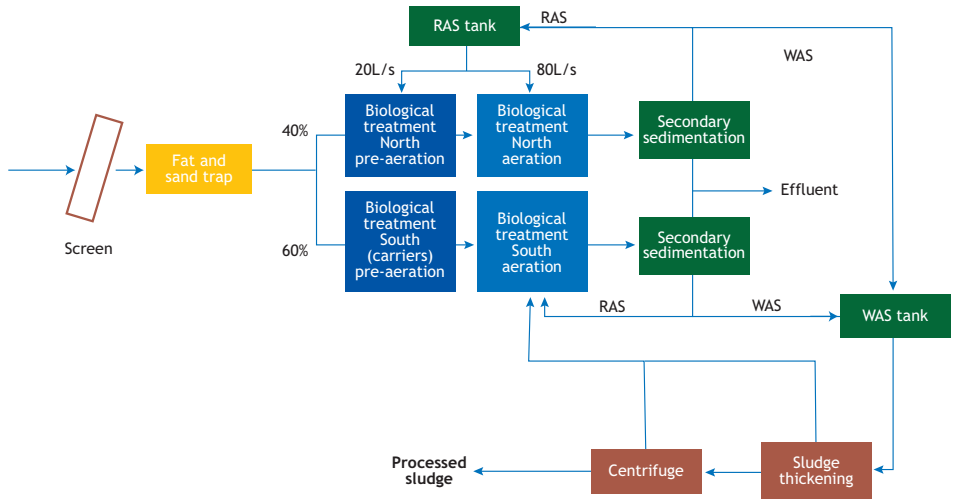 RAS tank
RAS
WAS
20L/s
80L/s
40%
Biological
treatment
North
pre-aeration
Biological
treatment
North
aeration
Secondary
sedimentation
Fat and
sand trap
Effluent
Screen
60%
Biological
treatment
South
(carriers)
pre-aeration
Biological
treatment
South
aeration
Secondary
sedimentation
RAS
WAS
WAS tank
Processed
sludge
Centrifuge
Sludge
thickening